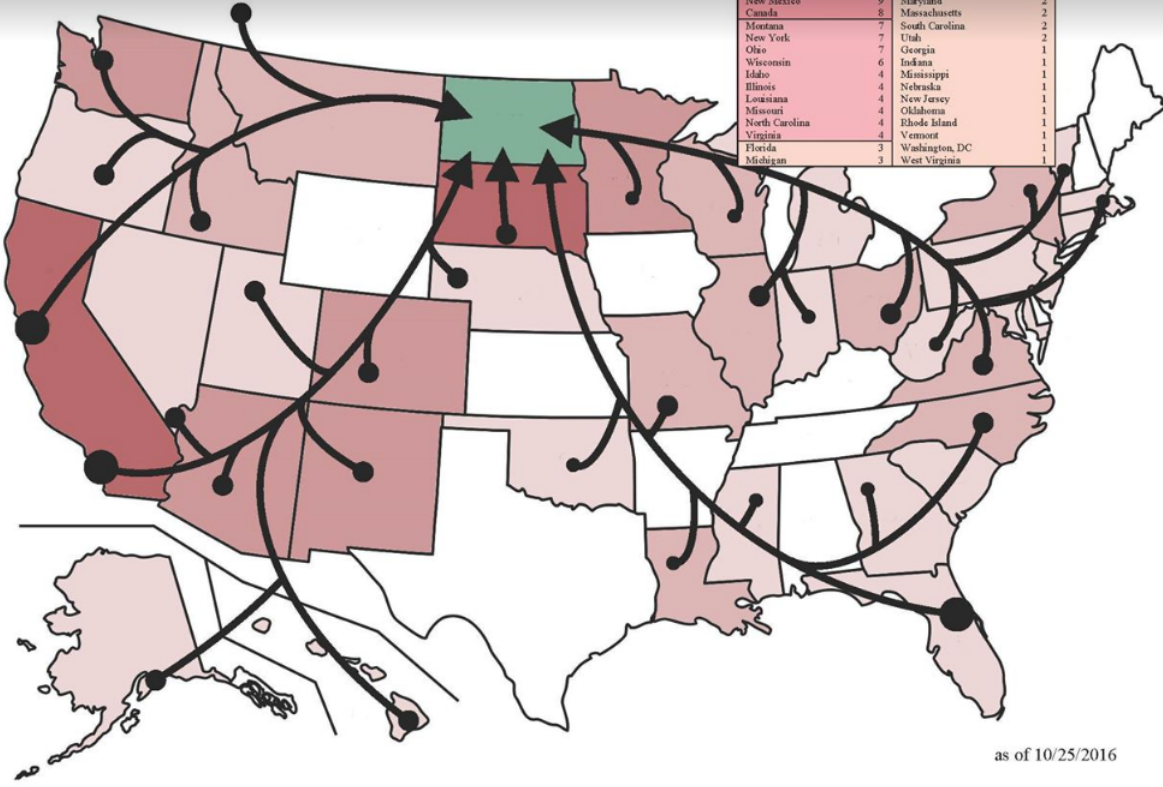 New Mexico 9 Maryland 2
Canada 8 Massachusetts 2
Montana 7 South Carolina 2
New York 7 Utah 2
Ohio 7 Georgia 1
Wisconsin 6 Indiana 1
Idaho 4 Mississippi 1
Illinois 4 Nebraska 1
Louisiana 4 New Jersey 1
Missouri 4 Oklahoma 1
North Carolina 4 Rhode Island 1
Virginia 4 Vermont 1
Florida 3 Washington, DC 1
Michigan 3 West Virginia 1
as of 10/25/2016